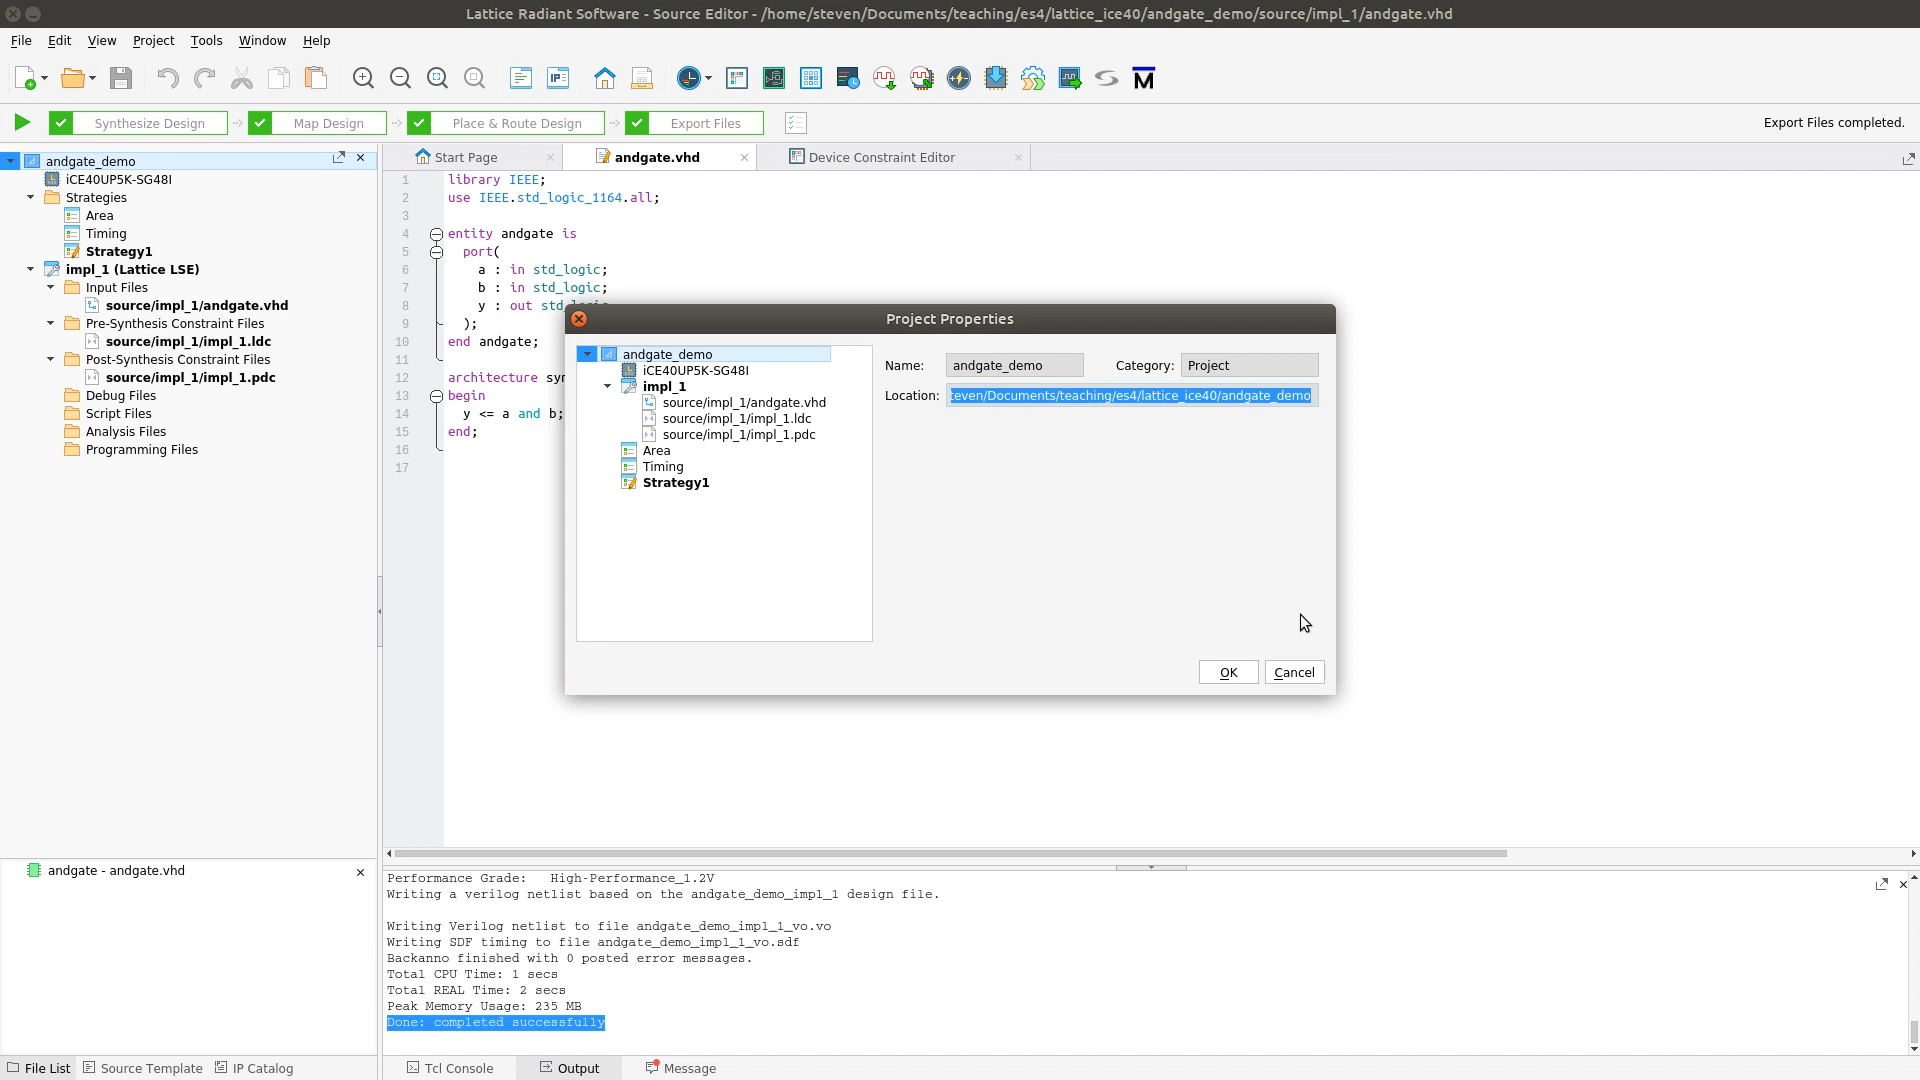 Lattice Radiant Software - Source Editor - /home/steven/Documents/teaching/es4/lattice_ice40/andgate_demo/source/impl_1/andgate.vhd
File Edit View Project Tools Window Help
Synthesize Design Map Design Place & Route Design Export Files Export Files completed.
andgate_demo
iCE40UP5K-SG48I
Strategies
Area
Timing
Strategy1
impl_1 (Lattice LSE)
Input Files
source/impl_1/andgate.vhd
Pre-Synthesis Constraint Files
source/impl_1/impl_1.ldc
Post-Synthesis Constraint Files
source/impl_1/impl_1.pdc
Debug Files
Script Files
Analysis Files
Programming Files
Start Page andgate.vhd Device Constraint Editor
1 library IEEE;
2 use IEEE.std_logic_1164.all;
3
4 entity andgate is
5 port(
6 a : in std_logic;
7 b : in std_logic;
8 y : out std_logic
9 );
10 end andgate;
11
12 architecture syn
13 begin
14 y <= a and b;
15 end;
16
17
Project Properties
andgate_demo
iCE40UP5K-SG48I
impl_1
source/impl_1/andgate.vhd
source/impl_1/impl_1.ldc
source/impl_1/impl_1.pdc
Area
Timing
Strategy1
Name: andgate_demo Category: Project
Location: teven/Documents/teaching/es4/lattice_ice40/andgate_demo
OK Cancel
andgate - andgate.vhd
Performance Grade: High-Performance_1.2V
Writing a verilog netlist based on the andgate_demo_impl_1 design file.
Writing Verilog netlist to file andgate_demo_impl_1_vo.vo
Writing SDF timing to file andgate_demo_impl_1_vo.sdf
Backanno finished with 0 posted error messages.
Total CPU Time: 1 secs
Total REAL Time: 2 secs
Peak Memory Usage: 235 MB
Done: completed successfully
File List Source Template IP Catalog Tcl Console Output Message